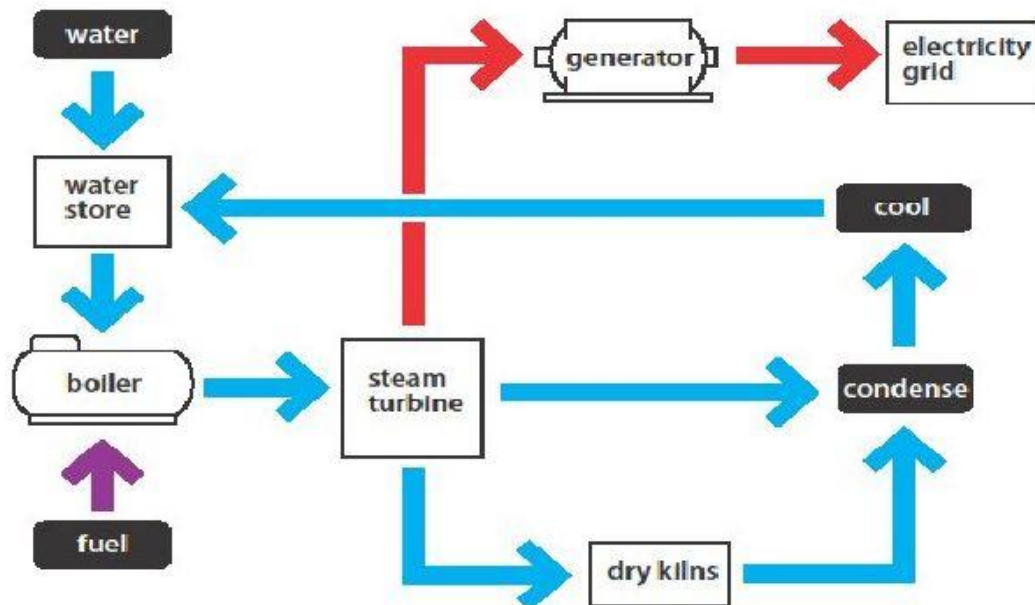 water
generator
electricity
grid
water
store
cool
boiler
steam
turbine
condense
fuel
dry kilns